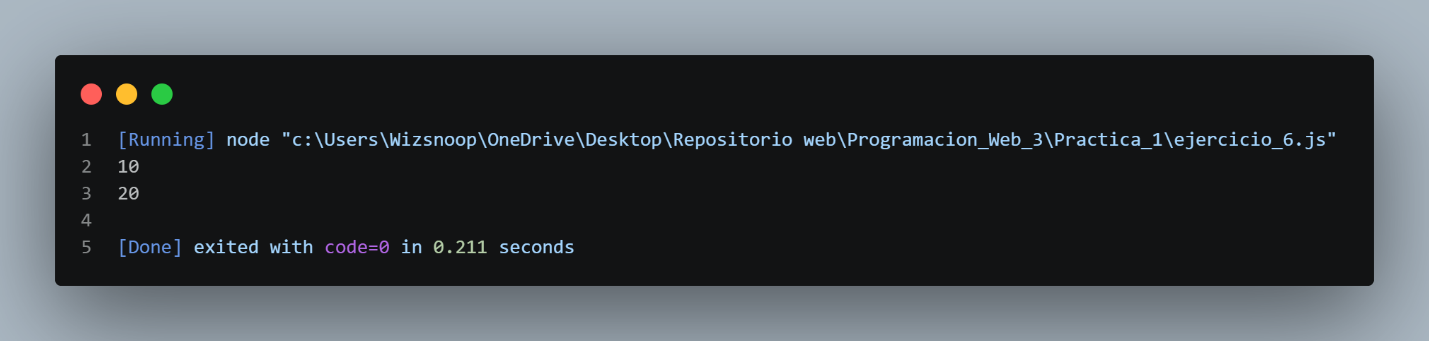 1 [Running] node "c:\Users\Wizsnoop\OneDrive\Desktop\Repositorio web\Programacion_Web_3\Practica_1\ejercicio_6.js"
2 10
3 20
4
5 [Done] exited with code=0 in 0.211 seconds